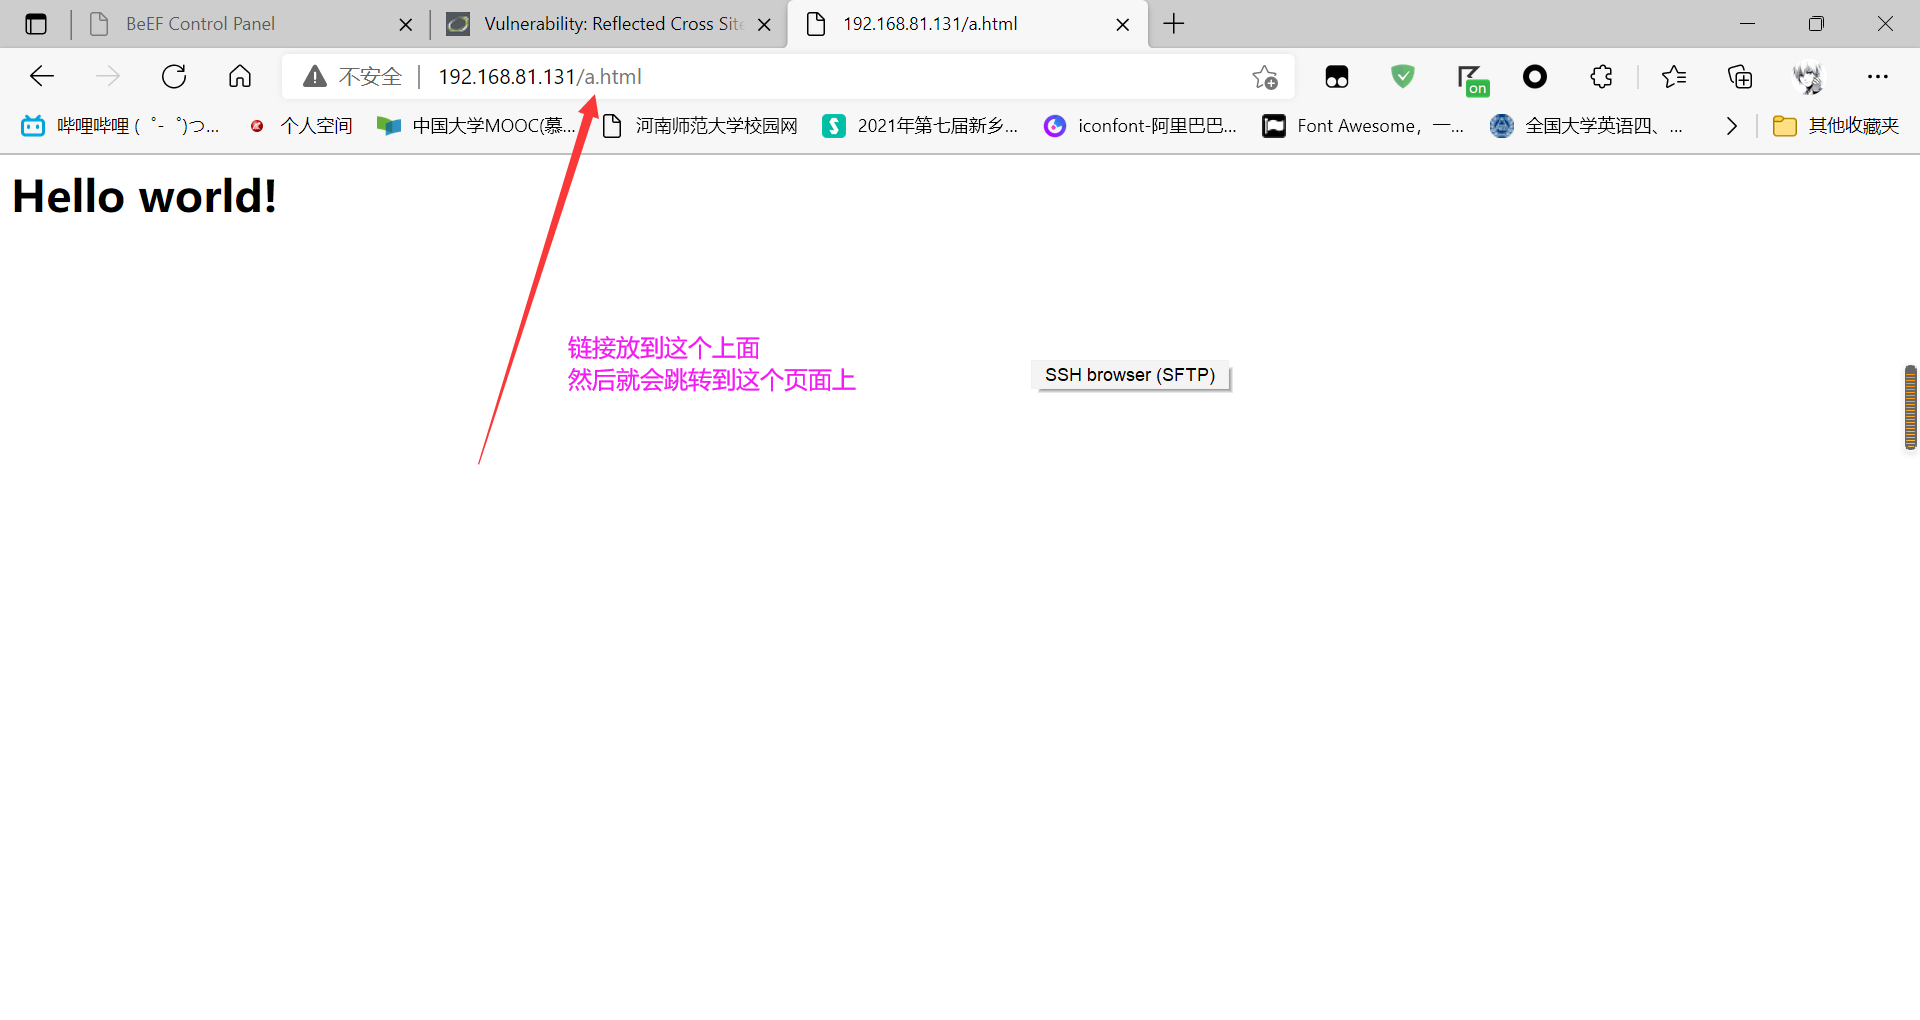 BeEF Control Panel
Vulnerability: Reflected Cross Site
192.168.81.131/a.html
不安全
192.168.81.131/a.html
on
哔哩哔哩 (゜-゜)つ...
个人空间
中国大学MOOC(慕...
河南师范大学校园网
2021年第七届新乡...
iconfont-阿里巴巴...
Font Awesome，一...
全国大学英语四、...
其他收藏夹
Hello world!
链接放到这个上面
然后就会跳转到这个页面上
SSH browser (SFTP)